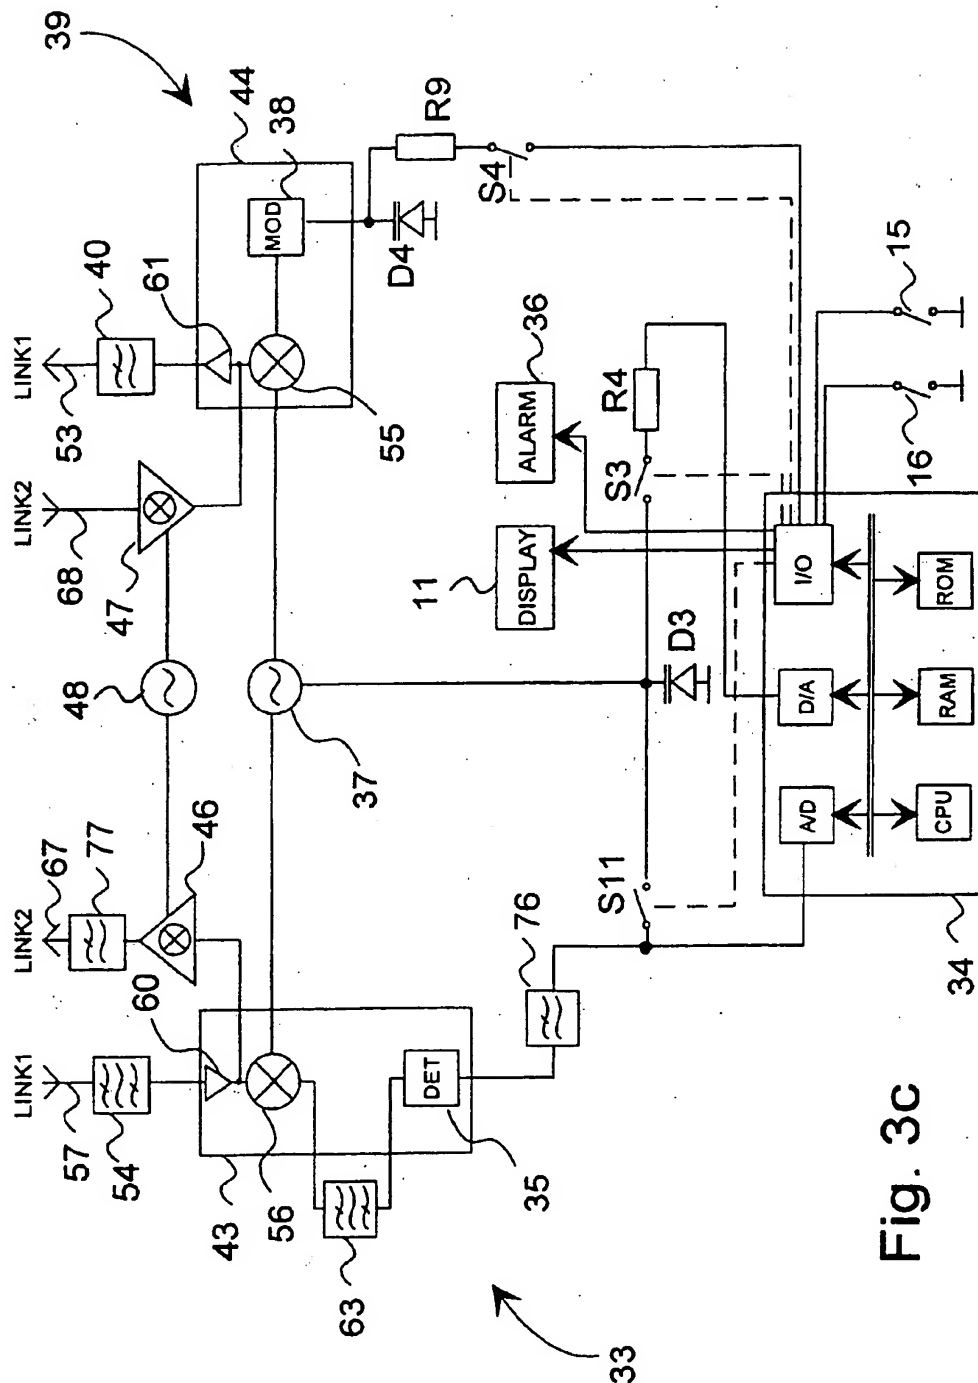 39
LINK1
53
40
61
44
38
MOD
R9
S4
D4
55
LINK2
68
47
48
37
LINK2
67
77
46
LINK1
57
54
60
43
56
DET
35
63
33
76
S11
D3
DISPLAY
11
ALARM
36
R4
S3
15
16
I/O
D/A
A/D
ROM
RAM
CPU
34
Fig. 3c